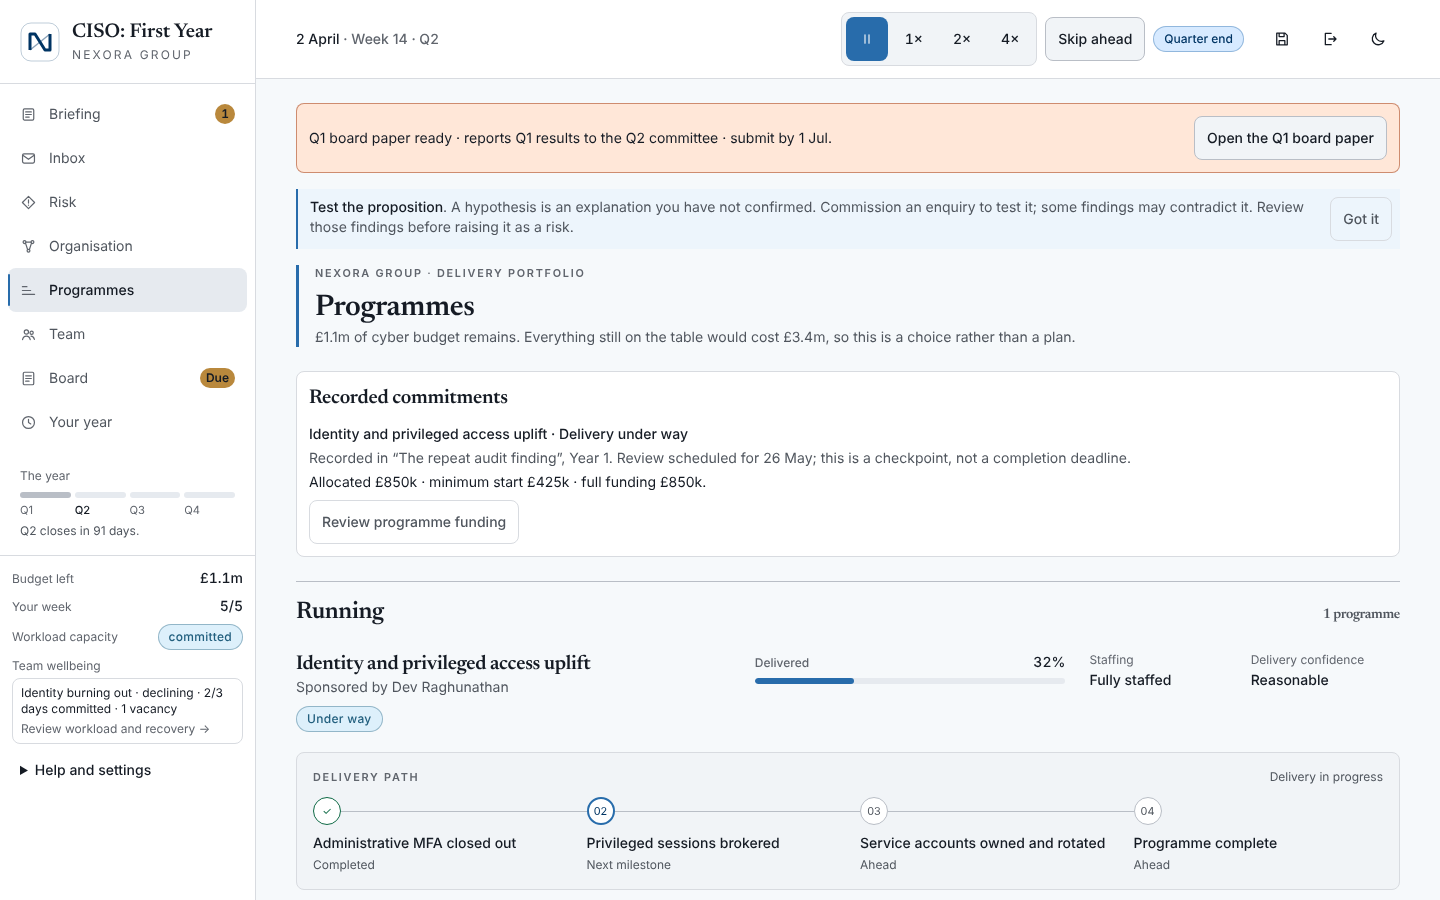 CISO: First Year
NEXORA GROUP
Briefing
1
Inbox
Risk
Organisation
Programmes
Team
Board
Due
Your year
The year
Q1
Q2
Q3
Q4
Q2 closes in 91 days.
Budget left
£1.1m
Your week
5/5
Workload capacity
committed
Team wellbeing
Identity burning out · declining · 2/3
days committed · 1 vacancy
Review workload and recovery →
Help and settings
2 April · Week 14 · Q2
1×
2×
4×
Skip ahead
Quarter end
Q1 board paper ready · reports Q1 results to the Q2 committee · submit by 1 Jul.
Open the Q1 board paper
Test the proposition. A hypothesis is an explanation you have not confirmed. Commission an enquiry to test it; some findings may contradict it. Review
those findings before raising it as a risk.
Got it
NEXORA GROUP · DELIVERY PORTFOLIO
Programmes
£1.1m of cyber budget remains. Everything still on the table would cost £3.4m, so this is a choice rather than a plan.
Recorded commitments
Identity and privileged access uplift · Delivery under way
Recorded in “The repeat audit finding”, Year 1. Review scheduled for 26 May; this is a checkpoint, not a completion deadline.
Allocated £850k · minimum start £425k · full funding £850k.
Review programme funding
Running
1 programme
Identity and privileged access uplift
Sponsored by Dev Raghunathan
Under way
Delivered
32%
Staffing
Fully staffed
Delivery confidence
Reasonable
DELIVERY PATH
Delivery in progress
02
03
04
Administrative MFA closed out
Completed
Privileged sessions brokered
Next milestone
Service accounts owned and rotated
Ahead
Programme complete
Ahead